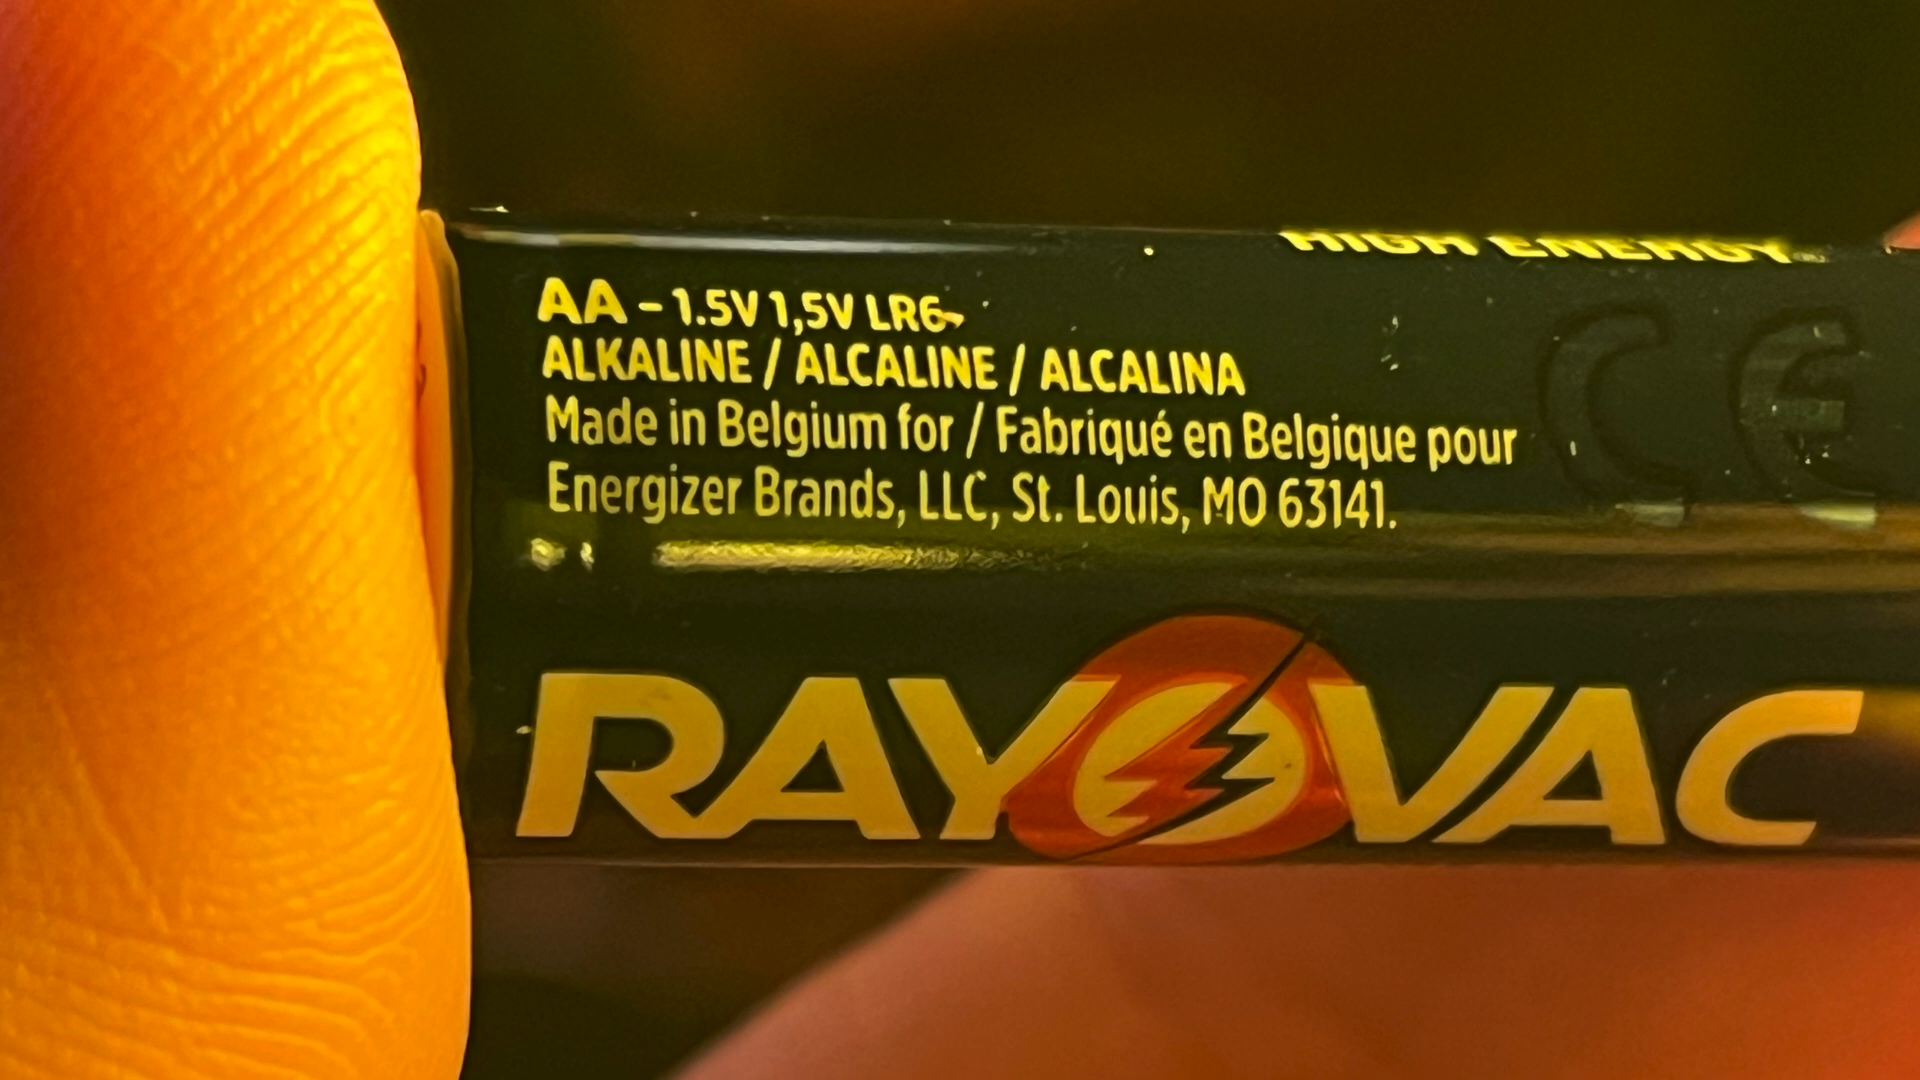 HIGH ENERGY
AA – 1.5V 1,5V LR6
ALKALINE / ALCALINE / ALCALINA
Made in Belgium for / Fabriqué en Belgique pour
Energizer Brands, LLC, St. Louis, MO 63141.
CE
RAYOVAC